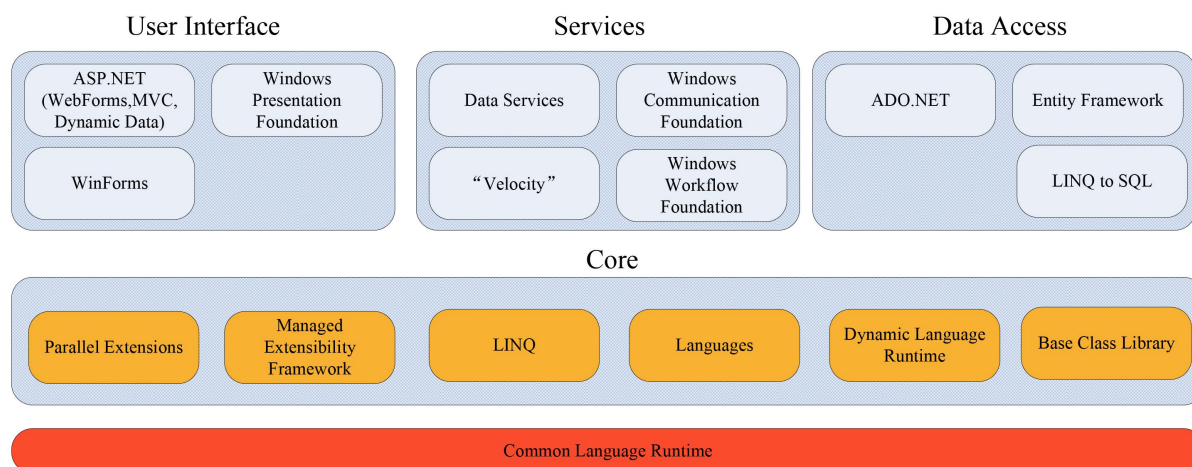 User Interface
ASP.NET
(WebForms,MVC,
Dynamic Data)
Windows
Presentation
Foundation
WinForms
Services
Data Services
Windows
Communication
Foundation
“Velocity”
Windows
Workflow
Foundation
Data Access
ADO.NET
Entity Framework
LINQ to SQL
Core
Parallel Extensions
Managed
Extensibility
Framework
LINQ
Languages
Dynamic Language
Runtime
Base Class Library
Common Language Runtime